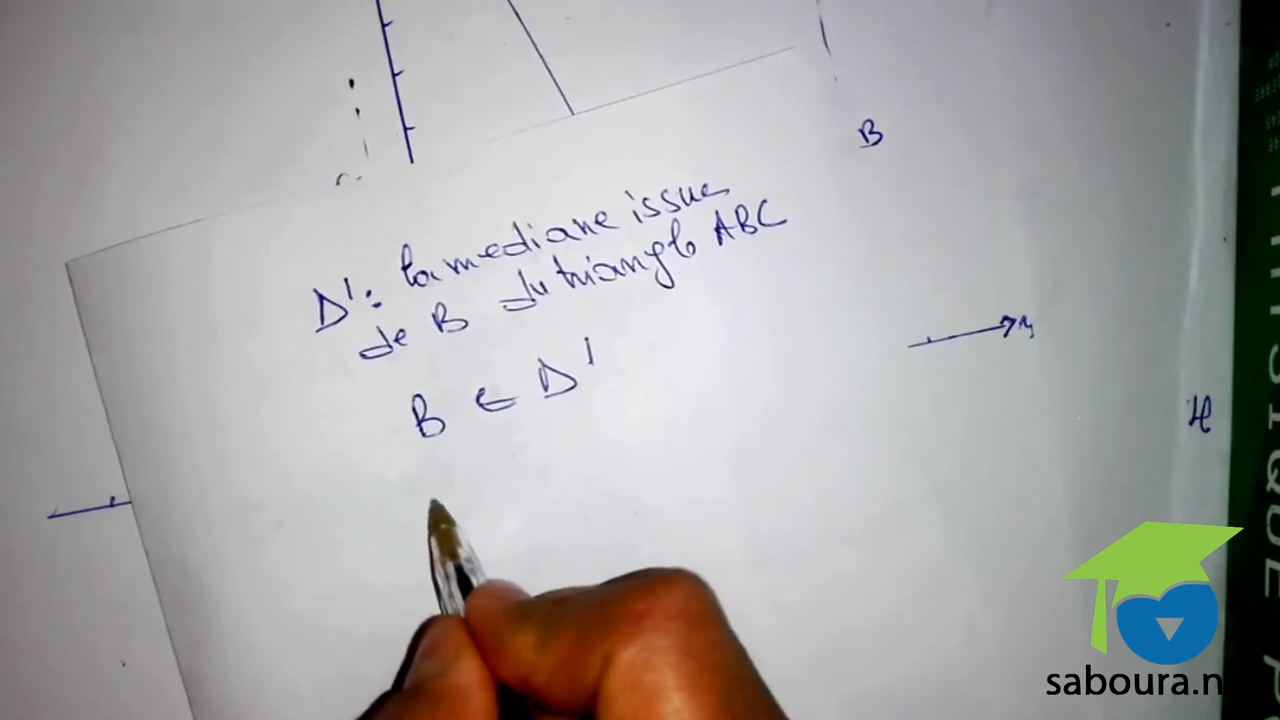 B
D': la mediane issue
de B du triangle ABC
B ∈ D'
saboura.n